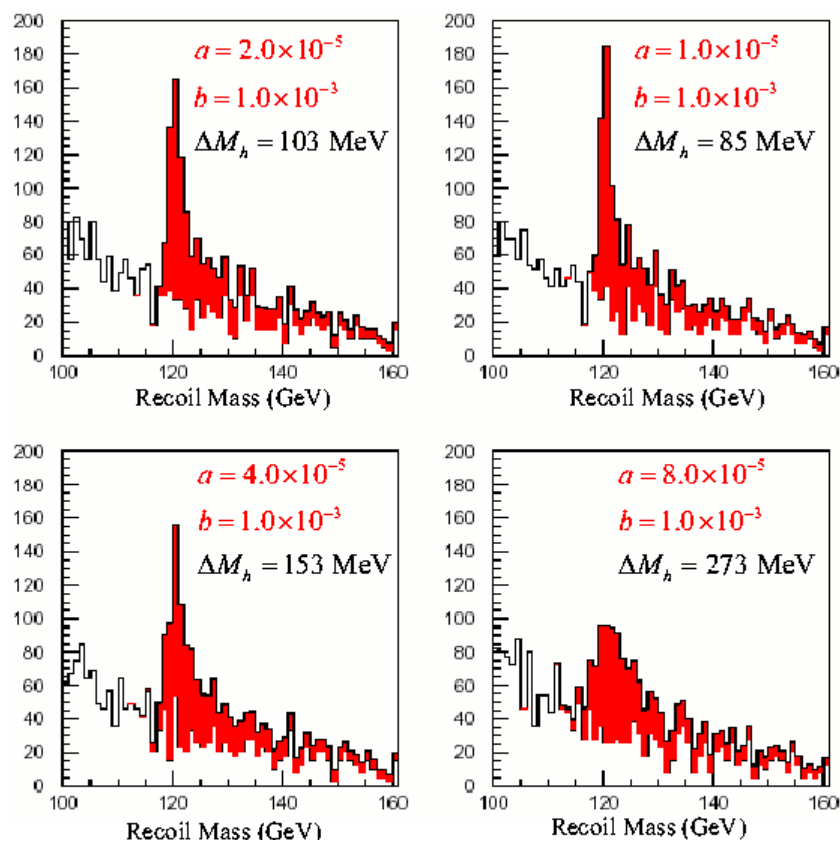 200
180
160
140
120
100
80
60
40
20
0
a = 2.0×10⁻⁵
b = 1.0×10⁻³
ΔM_h = 103 MeV
100 120 140 160
Recoil Mass (GeV)
200
180
160
140
120
100
80
60
40
20
0
a = 1.0×10⁻⁵
b = 1.0×10⁻³
ΔM_h = 85 MeV
100 120 140 160
Recoil Mass (GeV)
200
180
160
140
120
100
80
60
40
20
0
a = 4.0×10⁻⁵
b = 1.0×10⁻³
ΔM_h = 153 MeV
100 120 140 160
Recoil Mass (GeV)
200
180
160
140
120
100
80
60
40
20
0
a = 8.0×10⁻⁵
b = 1.0×10⁻³
ΔM_h = 273 MeV
100 120 140 160
Recoil Mass (GeV)